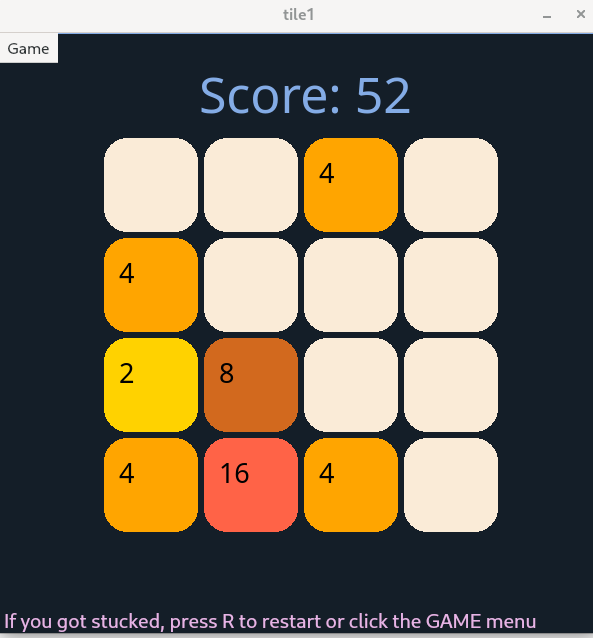 tile1
Game
Score: 52
4
4
2 8
4 16 4
If you got stucked, press R to restart or click the GAME menu